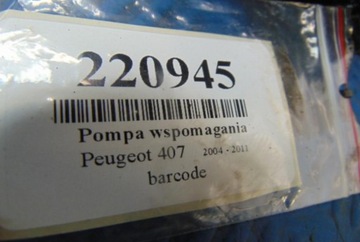 220945
Pompa wspomagania
Peugeot 407 2004 - 2011
barcode